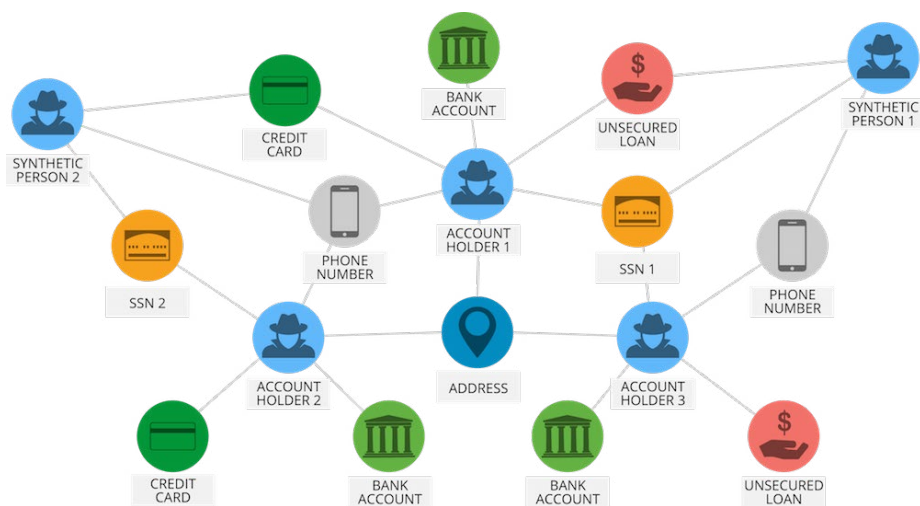 BANK
ACCOUNT
UNSECURED
LOAN
SYNTHETIC
PERSON 1
CREDIT
CARD
SYNTHETIC
PERSON 2
ACCOUNT
HOLDER 1
PHONE
NUMBER
SSN 1
SSN 2
PHONE
NUMBER
ACCOUNT
HOLDER 2
ADDRESS
ACCOUNT
HOLDER 3
CREDIT
CARD
BANK
ACCOUNT
BANK
ACCOUNT
UNSECURED
LOAN
$
$